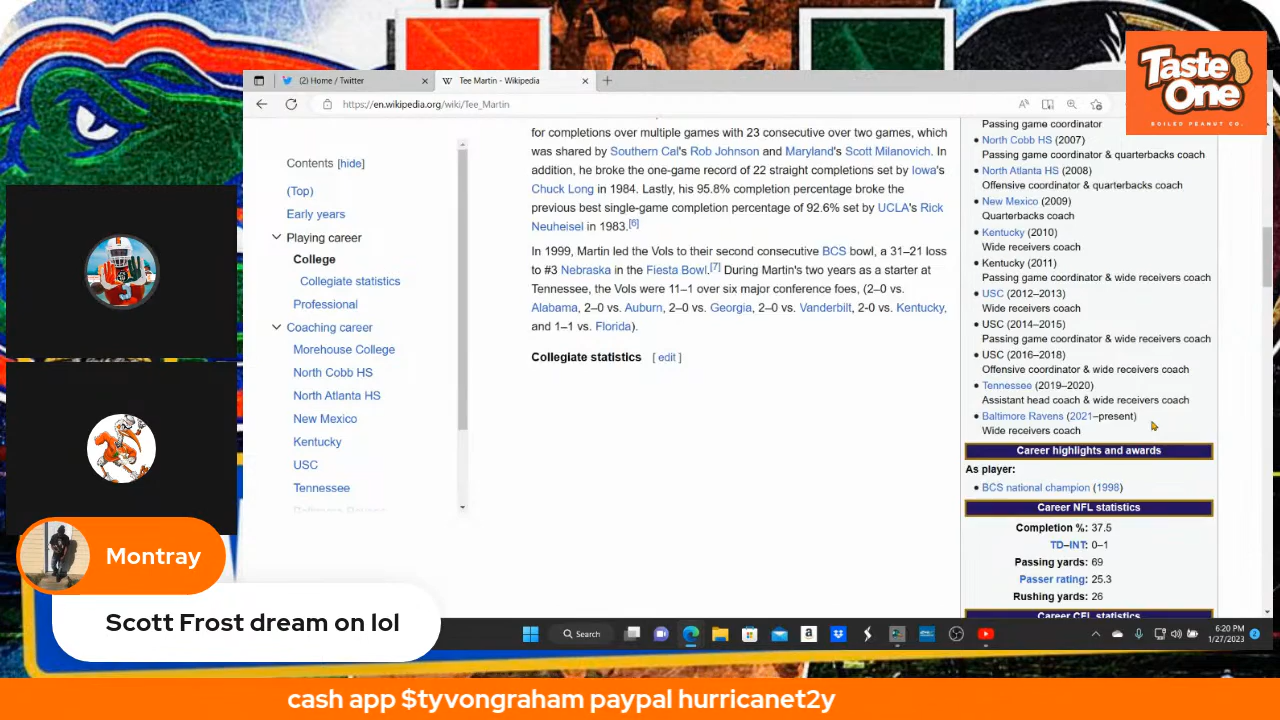 Taste
One
BOILED PEANUT CO.
(2) Home / Twitter
W Tee Martin - Wikipedia
https://en.wikipedia.org/wiki/Tee_Martin
Contents [hide]
(Top)
Early years
Playing career
College
Collegiate statistics
Professional
Coaching career
Morehouse College
North Cobb HS
North Atlanta HS
New Mexico
Kentucky
USC
Tennessee
for completions over multiple games with 23 consecutive over two games, which
was shared by Southern Cal's Rob Johnson and Maryland's Scott Milanovich. In
addition, he broke the one-game record of 22 straight completions set by Iowa's
Chuck Long in 1984. Lastly, his 95.8% completion percentage broke the
previous best single-game completion percentage of 92.6% set by UCLA's Rick
Neuheisel in 1983.[6]
In 1999, Martin led the Vols to their second consecutive BCS bowl, a 31–21 loss
to #3 Nebraska in the Fiesta Bowl.[7] During Martin's two years as a starter at
Tennessee, the Vols were 11–1 over six major conference foes, (2–0 vs.
Alabama, 2–0 vs. Auburn, 2–0 vs. Georgia, 2–0 vs. Vanderbilt, 2-0 vs. Kentucky,
and 1–1 vs. Florida).
Collegiate statistics [ edit ]
Passing game coordinator
• North Cobb HS (2007)
Passing game coordinator & quarterbacks coach
• North Atlanta HS (2008)
Offensive coordinator & quarterbacks coach
• New Mexico (2009)
Quarterbacks coach
• Kentucky (2010)
Wide receivers coach
• Kentucky (2011)
Passing game coordinator & wide receivers coach
• USC (2012–2013)
Wide receivers coach
• USC (2014–2015)
Passing game coordinator & wide receivers coach
• USC (2016–2018)
Offensive coordinator & wide receivers coach
• Tennessee (2019–2020)
Assistant head coach & wide receivers coach
• Baltimore Ravens (2021–present)
Wide receivers coach
Career highlights and awards
As player:
• BCS national champion (1998)
Career NFL statistics
Completion %: 37.5
TD–INT: 0–1
Passing yards: 69
Passer rating: 25.3
Rushing yards: 26
Career CFL statistics
Search
6:20 PM
1/27/2023
Montray
Scott Frost dream on lol
cash app $tyvongraham paypal hurricanet2y